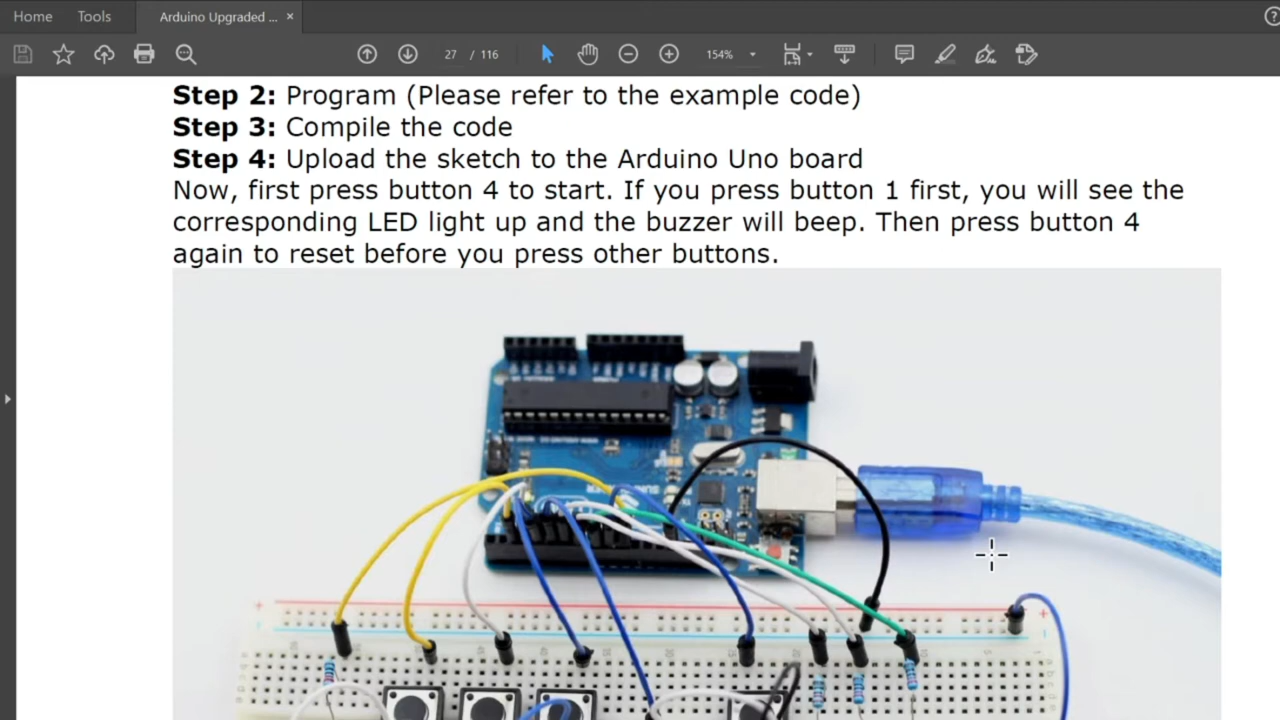 Home Tools Arduino Upgraded ... ×
27 / 116 154%
Step 2: Program (Please refer to the example code)
Step 3: Compile the code
Step 4: Upload the sketch to the Arduino Uno board
Now, first press button 4 to start. If you press button 1 first, you will see the
corresponding LED light up and the buzzer will beep. Then press button 4
again to reset before you press other buttons.